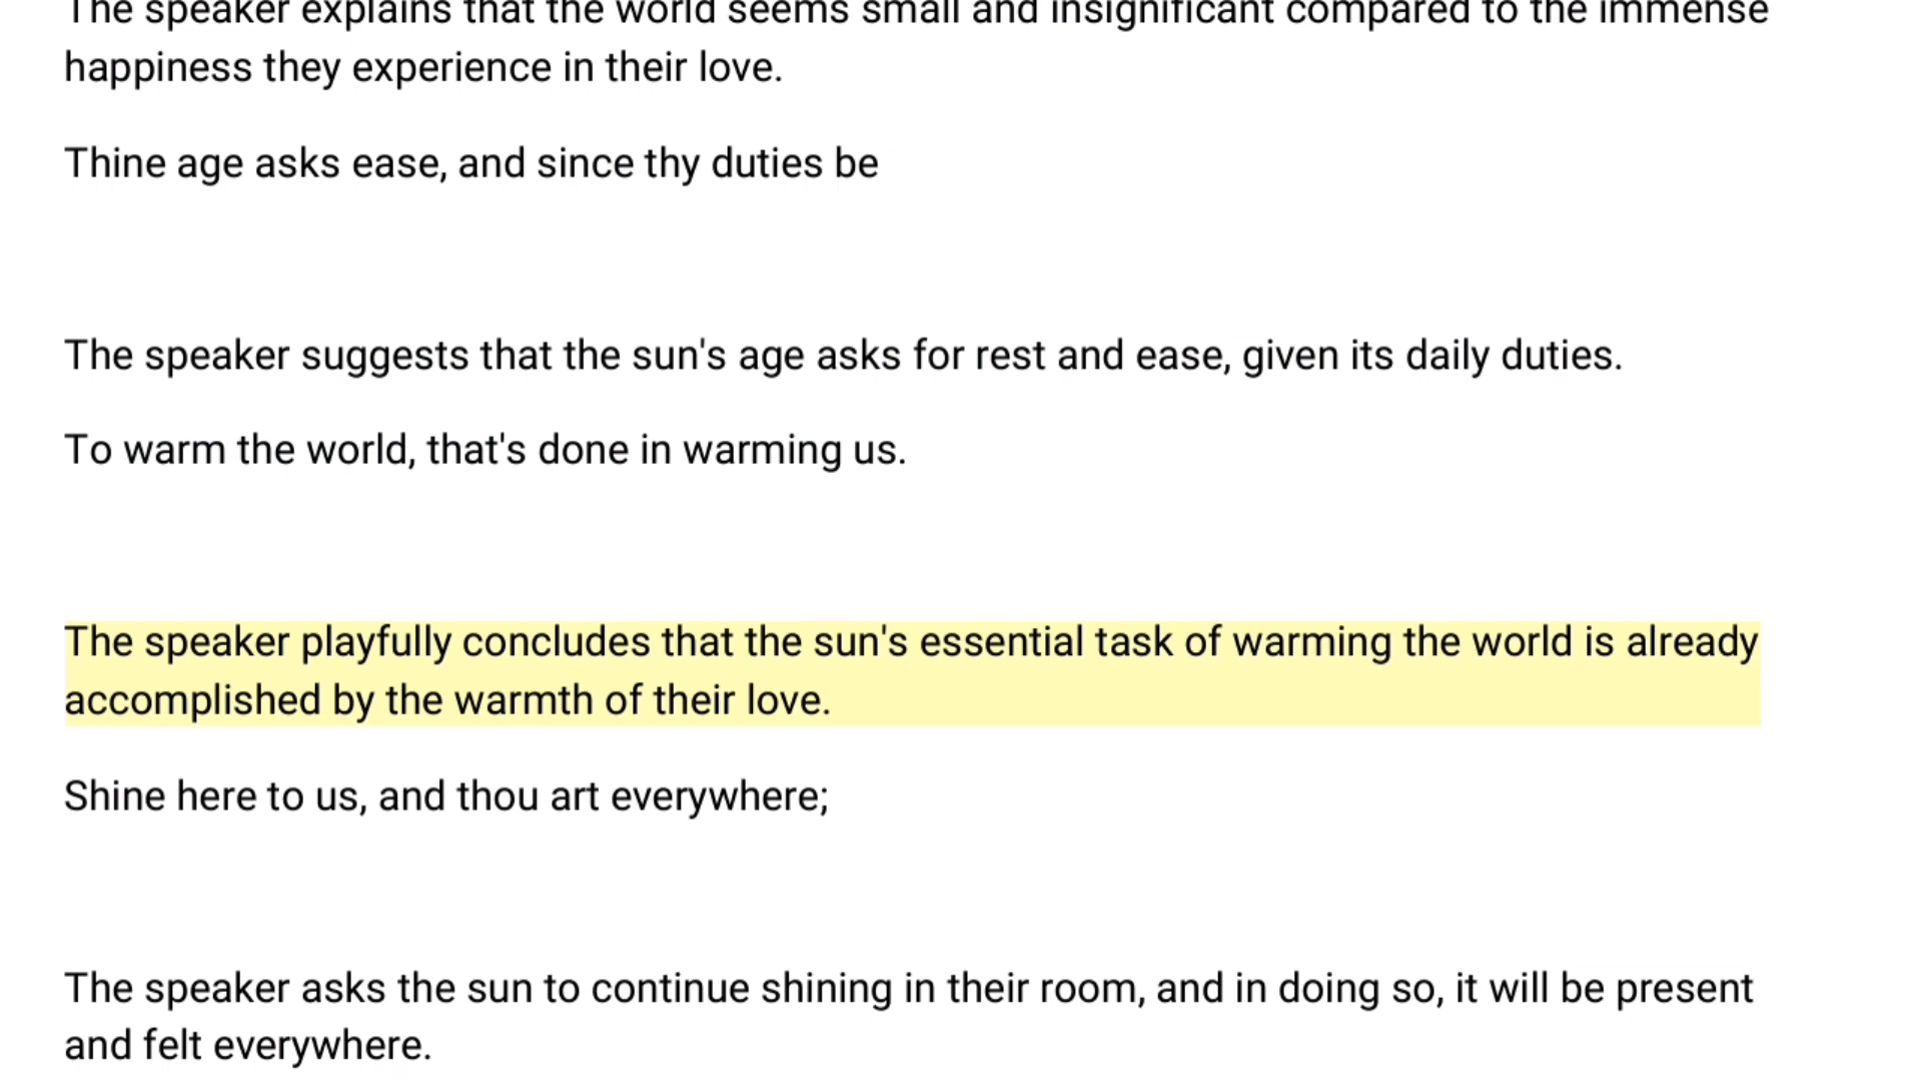 The speaker explains that the world seems small and insignificant compared to the immense
happiness they experience in their love.
Thine age asks ease, and since thy duties be
The speaker suggests that the sun's age asks for rest and ease, given its daily duties.
To warm the world, that's done in warming us.
The speaker playfully concludes that the sun's essential task of warming the world is already
accomplished by the warmth of their love.
Shine here to us, and thou art everywhere;
The speaker asks the sun to continue shining in their room, and in doing so, it will be present
and felt everywhere.